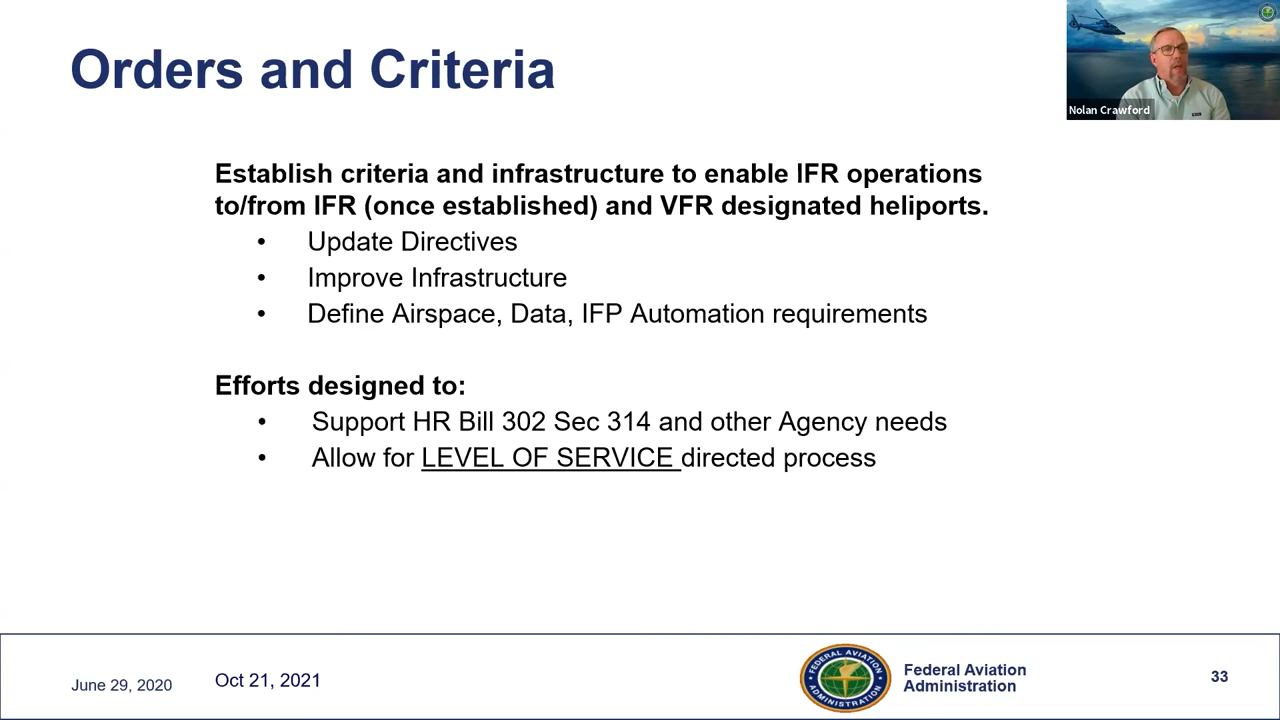 Orders and Criteria
Nolan Crawford
Establish criteria and infrastructure to enable IFR operations
to/from IFR (once established) and VFR designated heliports.
• Update Directives
• Improve Infrastructure
• Define Airspace, Data, IFP Automation requirements
Efforts designed to:
• Support HR Bill 302 Sec 314 and other Agency needs
• Allow for LEVEL OF SERVICE directed process
June 29, 2020
Oct 21, 2021
FEDERAL AVIATION
ADMINISTRATION
Federal Aviation
Administration
33